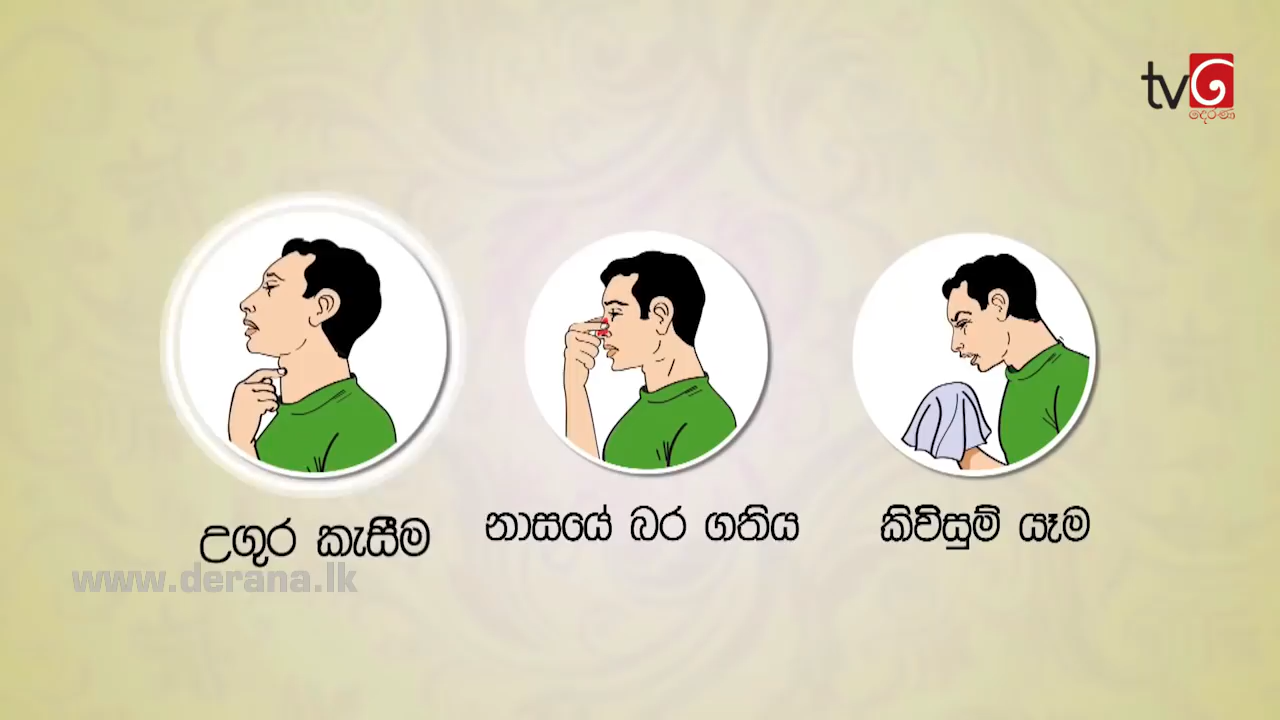 tv
දෙරණ
උගුර කැසීම
නාසයේ බර ගතිය
කිවිසුම් යෑම
www.derana.lk